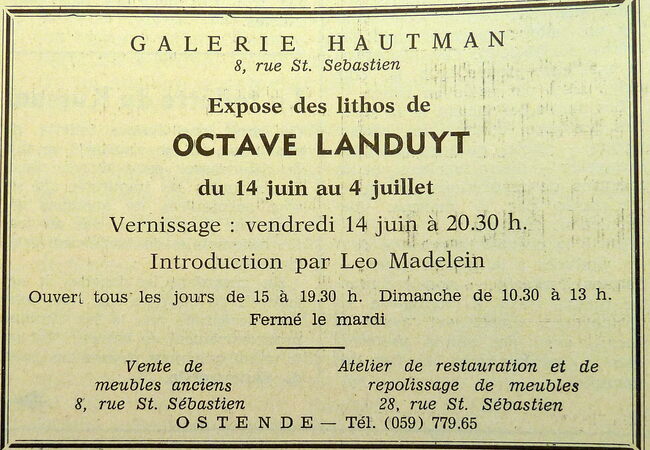 GALERIE HAUTMAN
8, rue St. Sebastien
Expose des lithos de
OCTAVE LANDUYT
du 14 juin au 4 juillet
Vernissage : vendredi 14 juin à 20.30 h.
Introduction par Leo Madelein
Ouvert tous les jours de 15 à 19.30 h. Dimanche de 10.30 à 13 h.
Fermé le mardi
Vente de
meubles anciens
8, rue St. Sébastien
Atelier de restauration et de
repolissage de meubles
28, rue St. Sébastien
OSTENDE — Tél. (059) 779.65